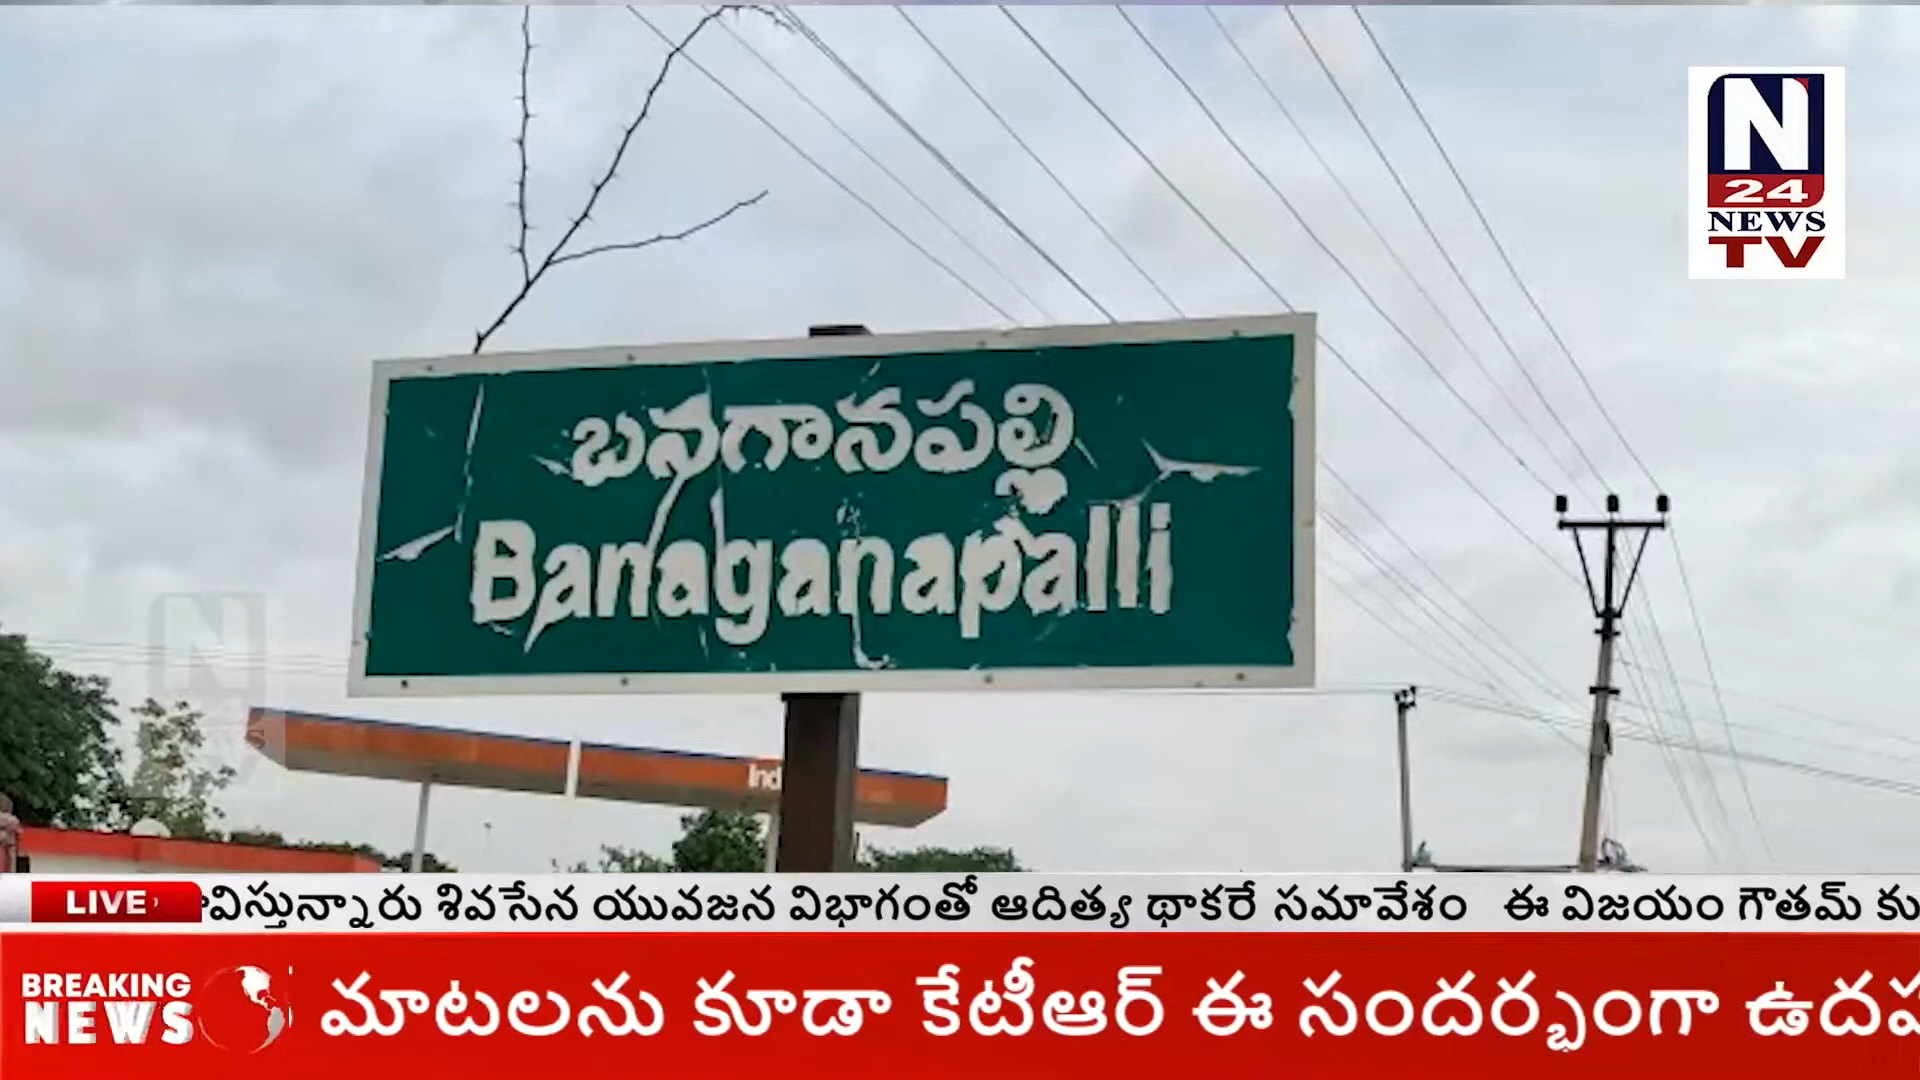 N
24
NEWS
TV
బనగానపల్లి
Banaganapalli
Ind
LIVE
విస్తున్నారు శివసేన యువజన విభాగంతో ఆదిత్య థాకరే సమావేశం ఈ విజయం గౌతమ్ కు
BREAKING
NEWS
మాటలను కూడా కేటీఆర్ ఈ సందర్భంగా